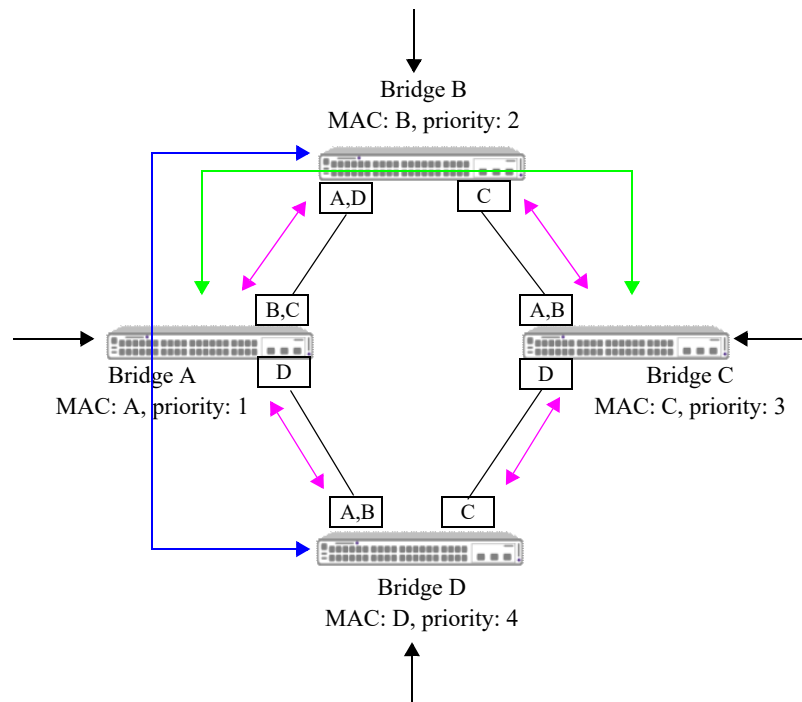 Bridge B
MAC: B, priority: 2
A,D
C
B,C
A,B
Bridge A
MAC: A, priority: 1
D
D
Bridge C
MAC: C, priority: 3
A,B
C
Bridge D
MAC: D, priority: 4